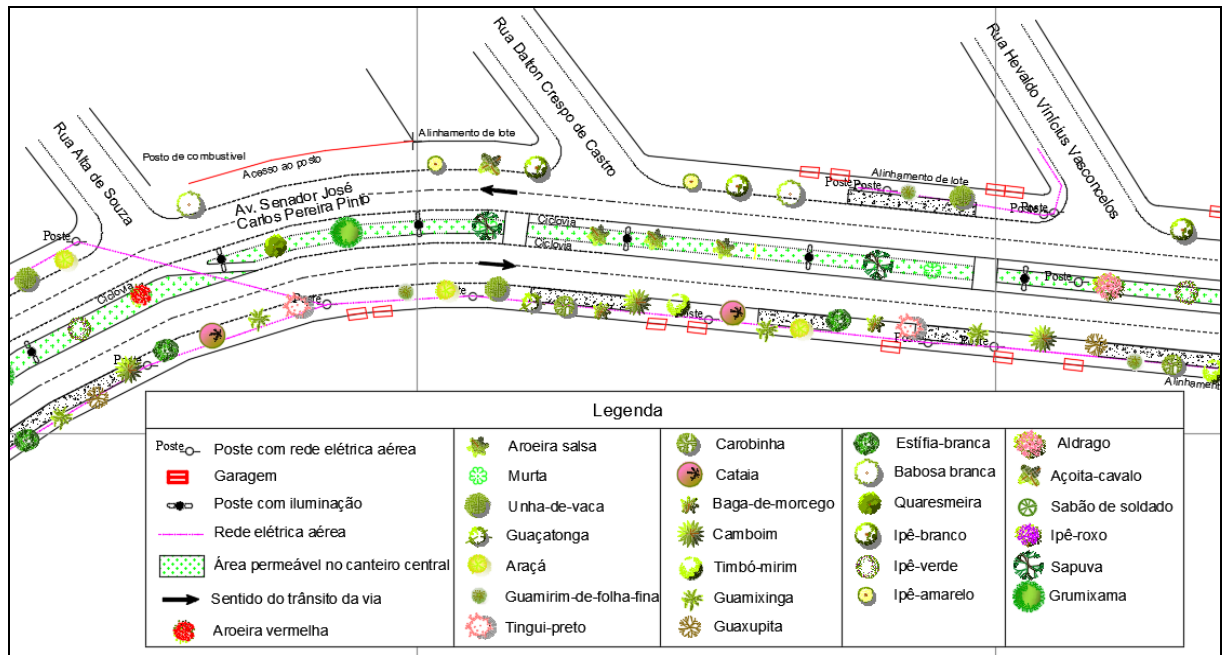 Rua Alta de Souza
Posto de combustível
Acesso ao posto
Alinhamento de lote
Rua Dalton Crespo de Castro
Rua Hevaldo Vinícius Vasconcelos
Av. Senador José
Carlos Pereira Pinto
Alinhamento de lote
Poste
Poste
Poste
Poste
Poste
Ciclovia
Ciclovia
Ciclovia
Poste
Poste
Poste
Poste
Poste
Poste
Poste
Alinhament
Legenda
Poste Poste com rede elétrica aérea
Garagem
Poste com iluminação
Rede elétrica aérea
Área permeável no canteiro central
Sentido do trânsito da via
Aroeira vermelha
Aroeira salsa
Murta
Unha-de-vaca
Guaçatonga
Araçá
Guamirim-de-folha-fina
Tingui-preto
Carobinha
Cataia
Baga-de-morcego
Camboim
Timbó-mirim
Guamixinga
Guaxupita
Estífia-branca
Babosa branca
Quaresmeira
Ipê-branco
Ipê-verde
Ipê-amarelo
Aldrago
Açoita-cavalo
Sabão de soldado
Ipê-roxo
Sapuva
Grumixama